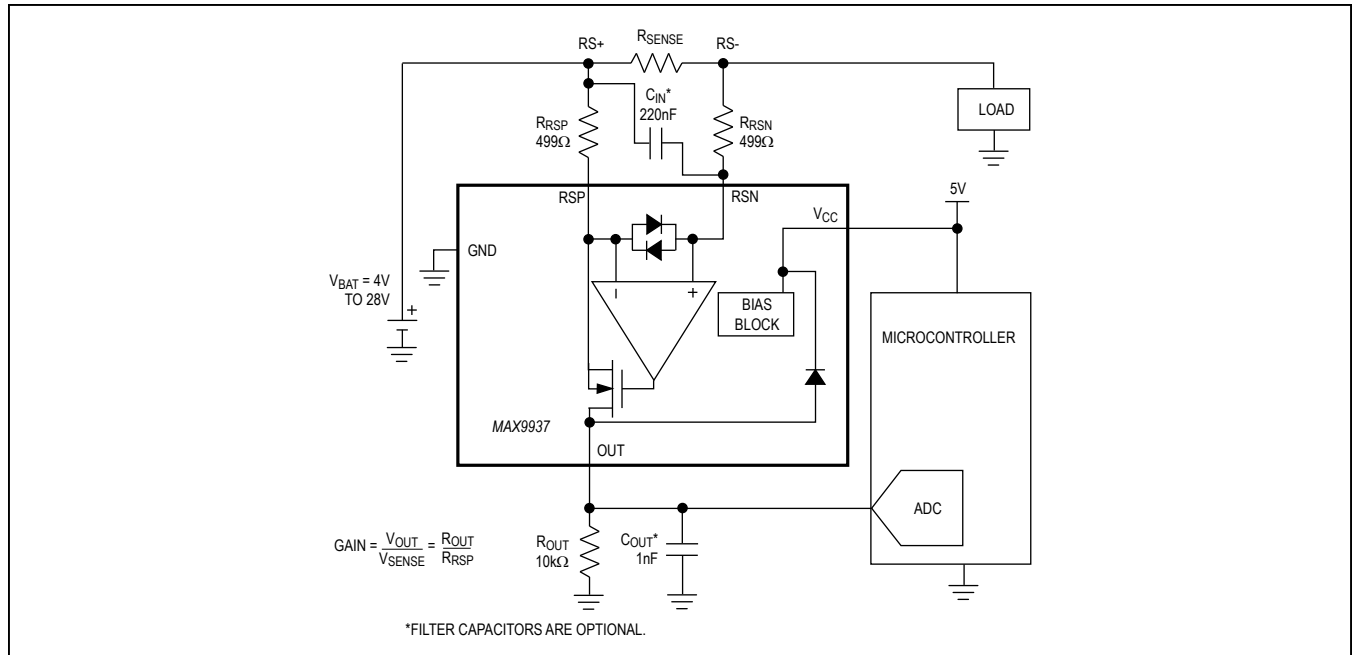 RS+
RSENSE
RS-
CIN*
220nF
RRSP
499Ω
RRSN
499Ω
LOAD
RSP
RSN
5V
VCC
GND
VBAT = 4V
TO 28V
+
−
+
BIAS
BLOCK
MICROCONTROLLER
MAX9937
OUT
ADC
GAIN = VOUT/VSENSE = ROUT/RRSP
ROUT
10kΩ
COUT*
1nF
*FILTER CAPACITORS ARE OPTIONAL.